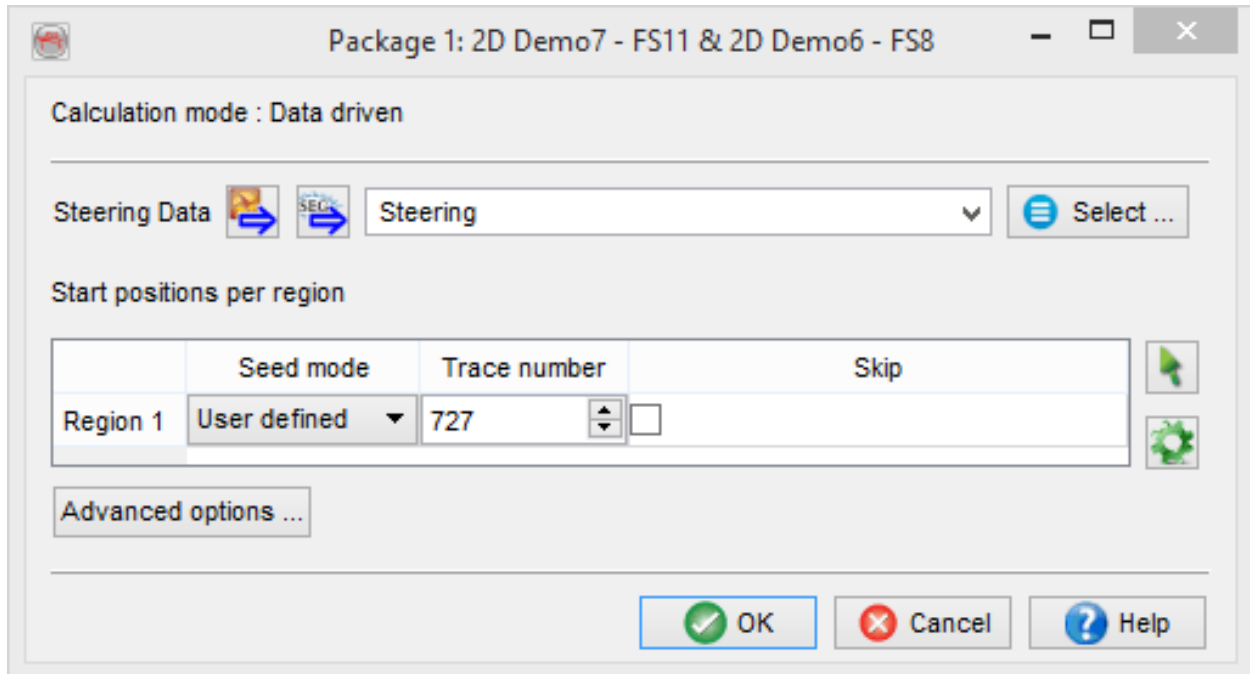 Package 1: 2D Demo7 - FS11 & 2D Demo6 - FS8
Calculation mode : Data driven
Steering Data SEG Steering Select ...
Start positions per region
Seed mode Trace number Skip
Region 1 User defined 727
Advanced options ...
OK Cancel Help